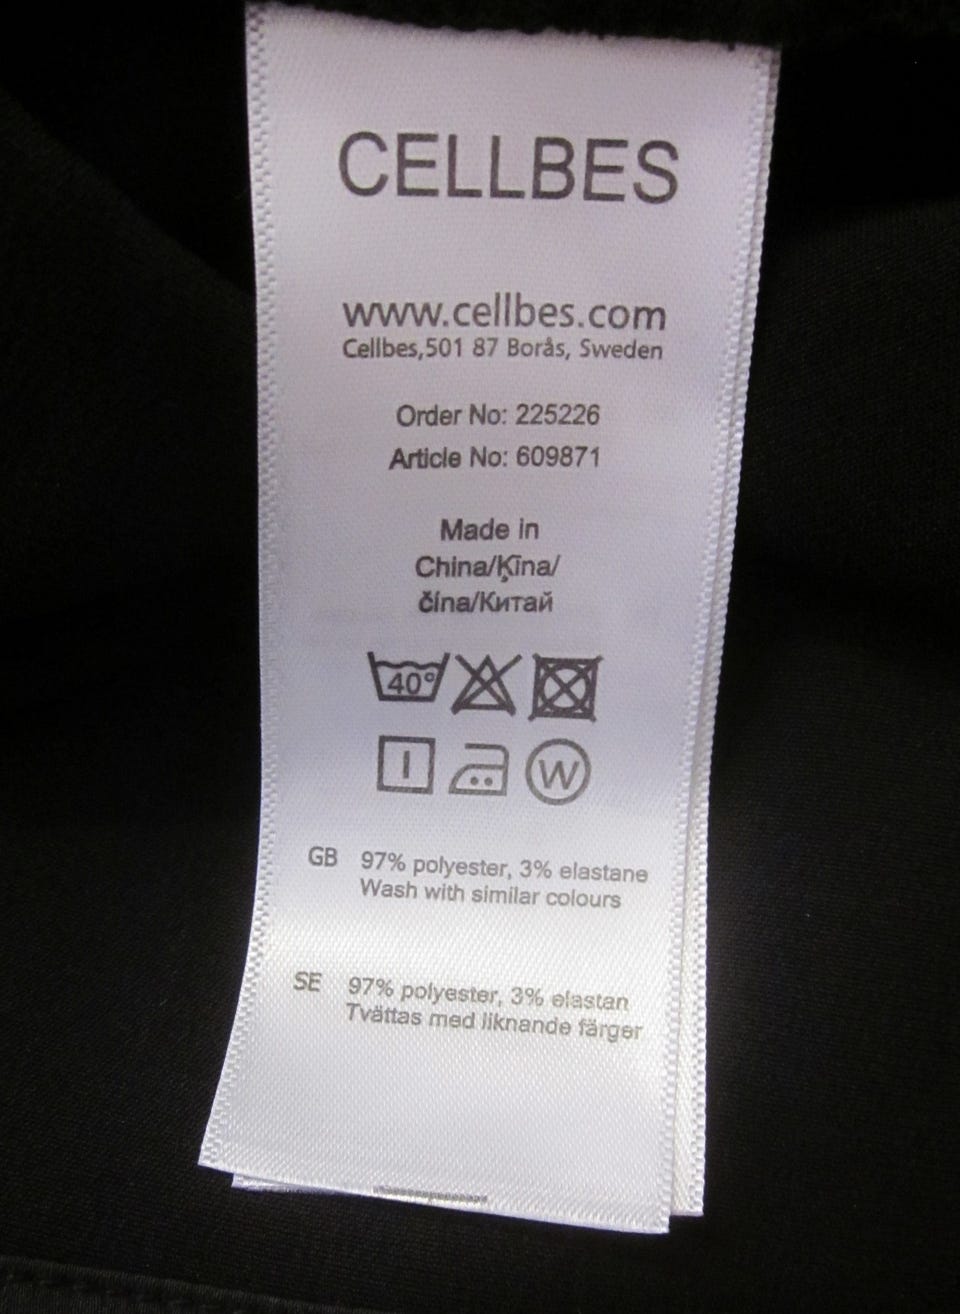 CELLBES
www.cellbes.com
Cellbes,501 87 Borås, Sweden
Order No: 225226
Article No: 609871
Made in
China/Ķīna/
čína/Китай
40°
W
GB 97% polyester, 3% elastane
Wash with similar colours
SE 97% polyester, 3% elastan
Tvättas med liknande färger